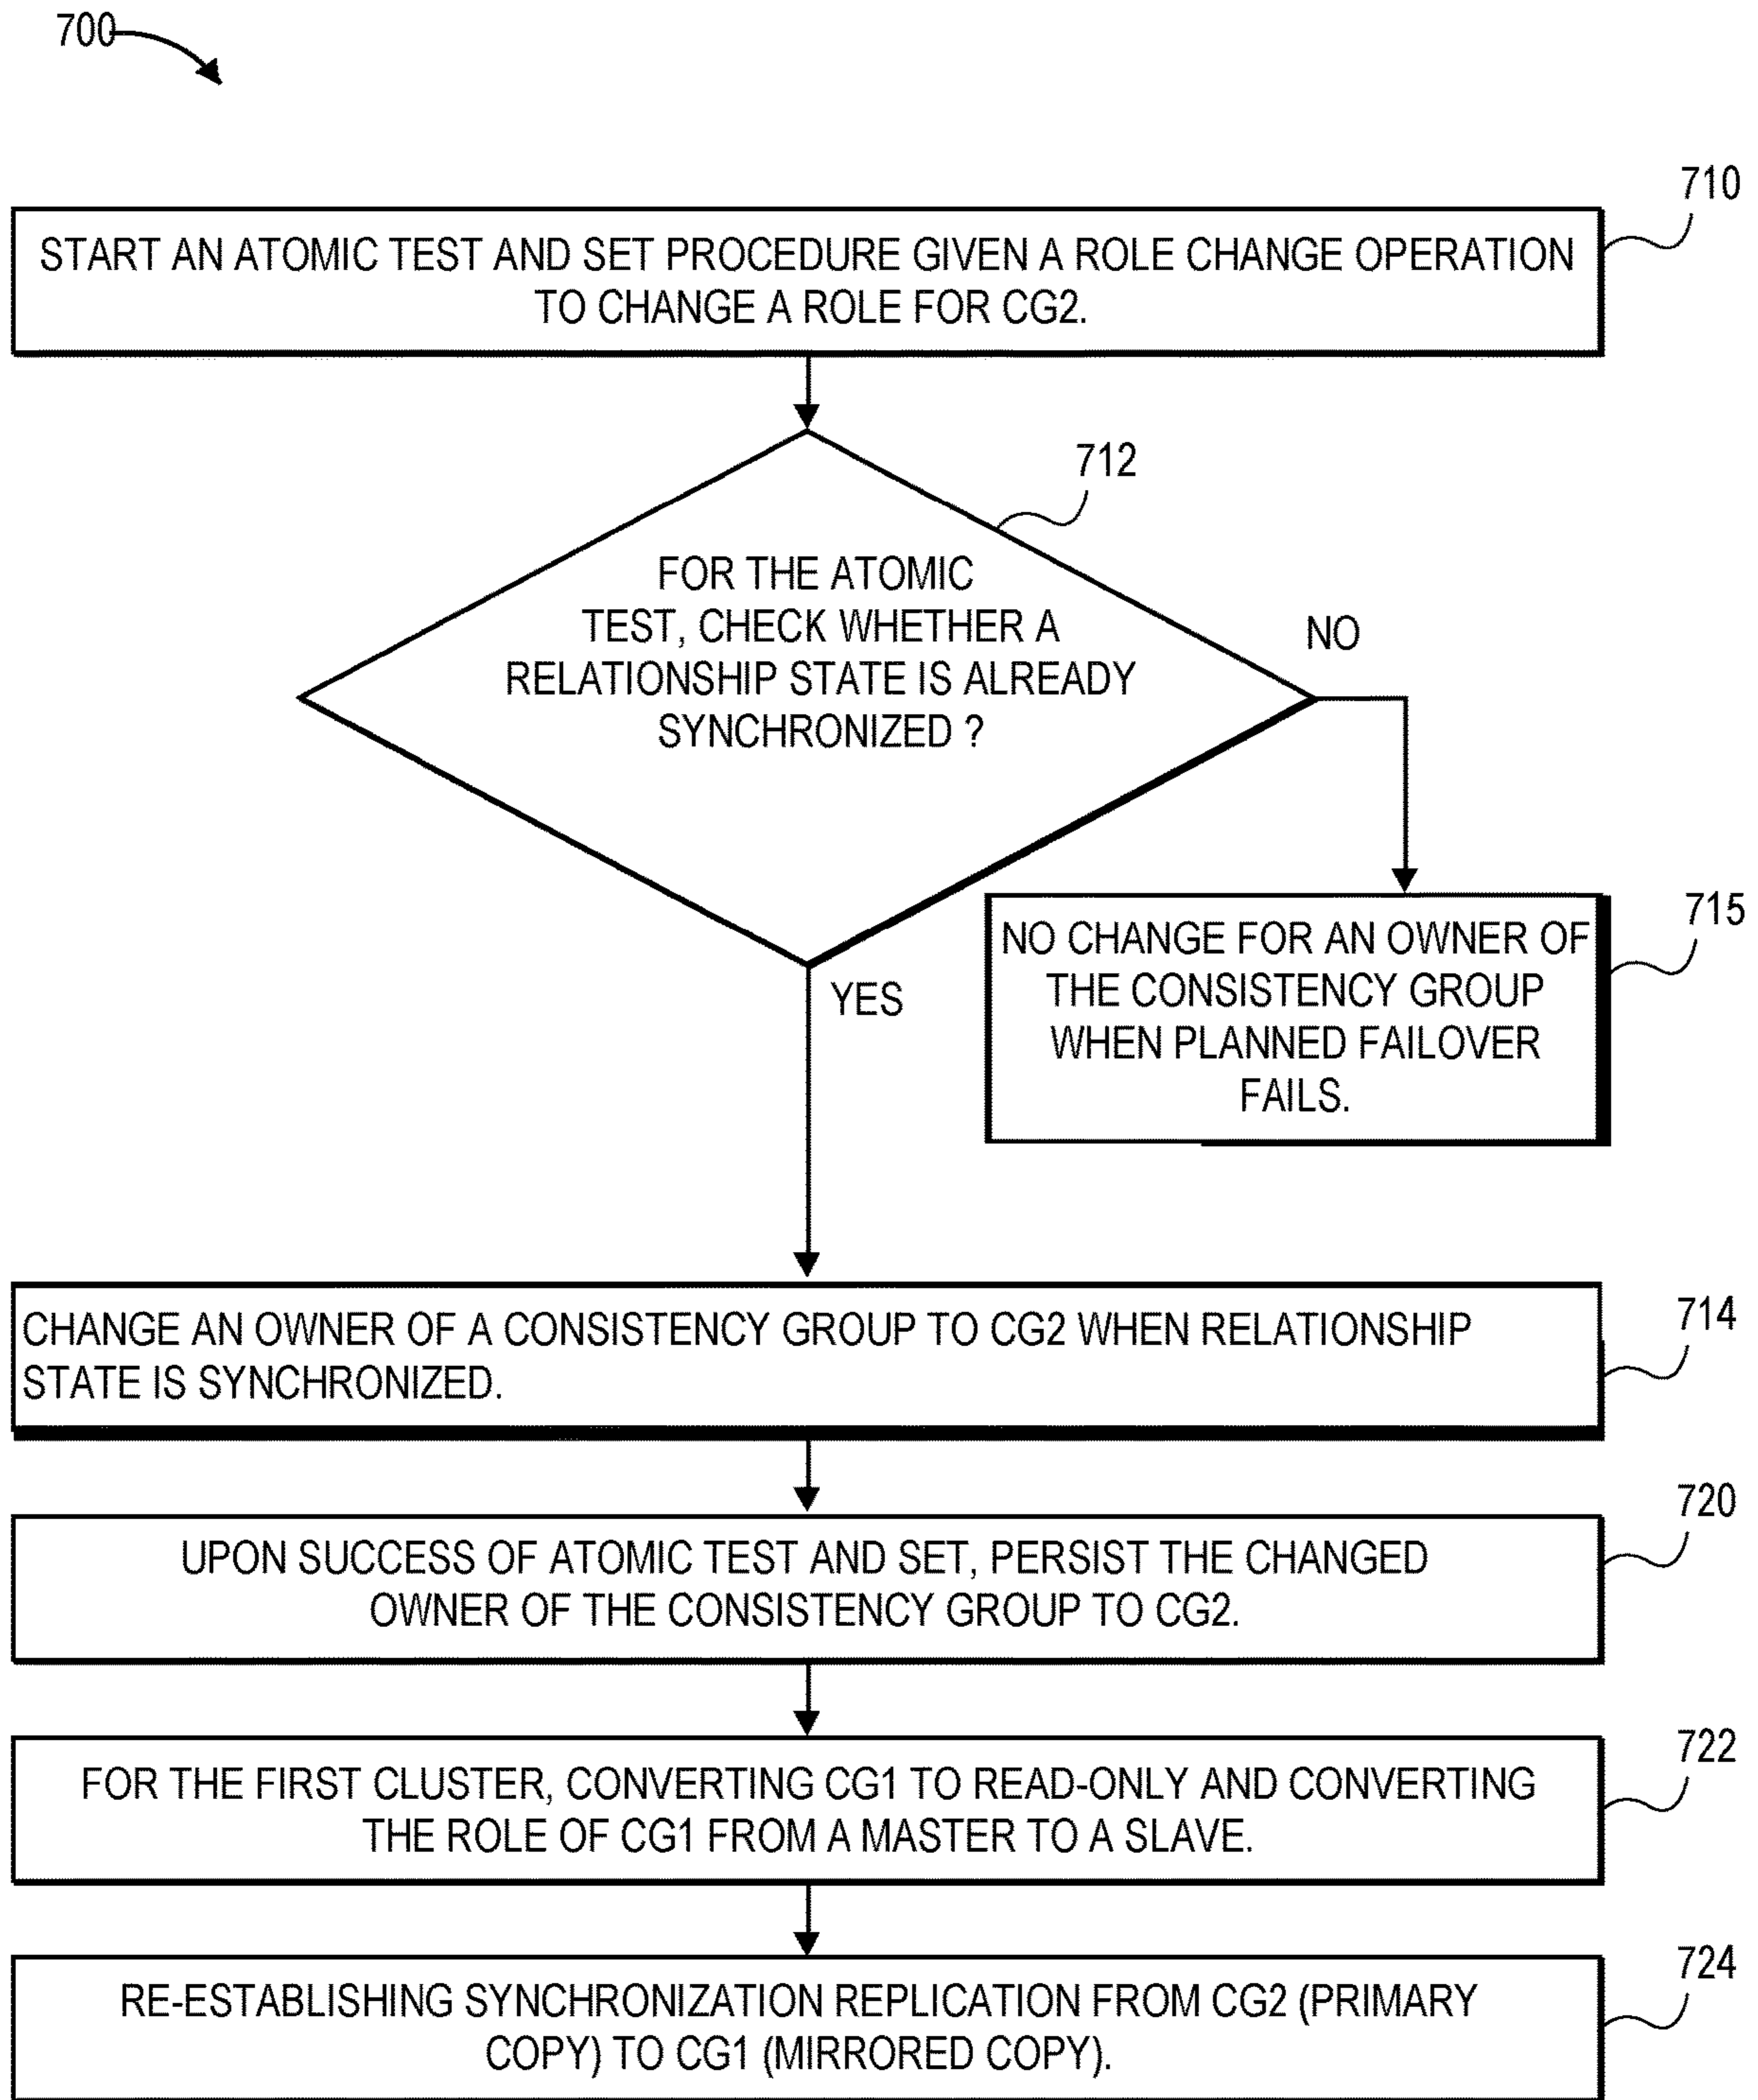 700
710
START AN ATOMIC TEST AND SET PROCEDURE GIVEN A ROLE CHANGE OPERATION
TO CHANGE A ROLE FOR CG2.
712
FOR THE ATOMIC
TEST, CHECK WHETHER A
RELATIONSHIP STATE IS ALREADY
SYNCHRONIZED ?
NO
715
NO CHANGE FOR AN OWNER OF
THE CONSISTENCY GROUP
WHEN PLANNED FAILOVER
FAILS.
YES
714
CHANGE AN OWNER OF A CONSISTENCY GROUP TO CG2 WHEN RELATIONSHIP
STATE IS SYNCHRONIZED.
720
UPON SUCCESS OF ATOMIC TEST AND SET, PERSIST THE CHANGED
OWNER OF THE CONSISTENCY GROUP TO CG2.
722
FOR THE FIRST CLUSTER, CONVERTING CG1 TO READ-ONLY AND CONVERTING
THE ROLE OF CG1 FROM A MASTER TO A SLAVE.
724
RE-ESTABLISHING SYNCHRONIZATION REPLICATION FROM CG2 (PRIMARY
COPY) TO CG1 (MIRRORED COPY).